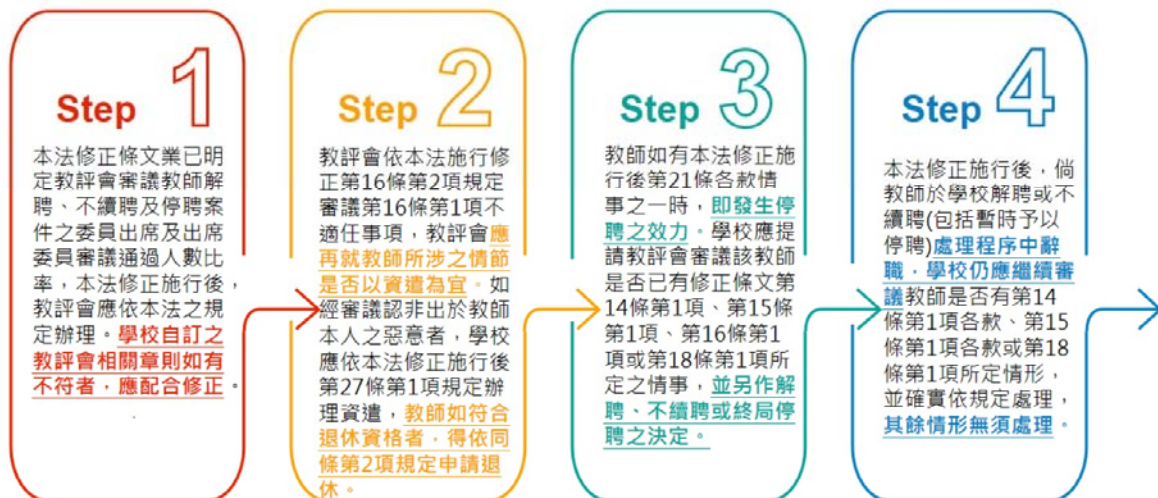 Step 1
本法修正條文業已明
定教評會審議教師解
聘、不續聘及停聘案
件之委員出席及出席
委員審議通過人數比
率，本法修正施行後，
教評會應依本法之規
定辦理。學校自訂之
教評會相關章則如有
不符者，應配合修正。
.
Step 2
教評會依本法施行修
正第16條第2項規定
審議第16條第1項不
適任事項，教評會應
再就教師所涉之情節
是否以資遣為宜。如
經審議認非出於教師
本人之惡意者，學校
應依本法修正施行後
第27條第1項規定辦
理資遣，教師如符合
退休資格者，得依同
條第2項規定申請退
休。
Step 3
教師如有本法修正施
行後第21條各款情
事之一時，即發生停
聘之效力。學校應提
請教評會審議該教師
是否已有修正條文第
14條第1項、第15條
第1項、第16條第1
項或第18條第1項所
定之情事，並另作解
聘、不續聘或終局停
聘之決定。
Step 4
本法修正施行後，倘
教師於學校解聘或不
續聘(包括暫時予以
停聘)處理程序中辭
職，學校仍應繼續審
議教師是否有第14
條第1項各款、第15
條第1項各款或第18
條第1項所定情形，
並確實依規定處理，
其餘情形無須處理。